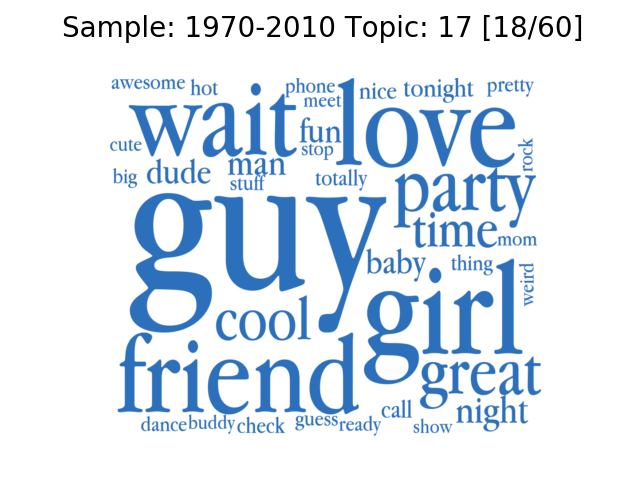 Sample: 1970-2010 Topic: 17 [18/60]
awesome hot phone nice tonight pretty
meet
wait love
cute fun
stop rock
big dude man
stuff totally party
guy time mom
baby thing weird
cool girl
friend great
call night
dance buddy check guess ready show